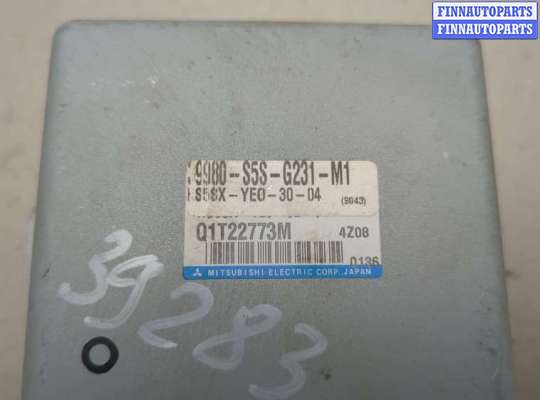 FINNAUTOPARTS
FINNAUTOPARTS
9980-S5S-G231-M1
S5SX-YE0-30-04 (9043)
Q1T22773M 4Z08
0136
MITSUBISHI ELECTRIC CORP. JAPAN
39283